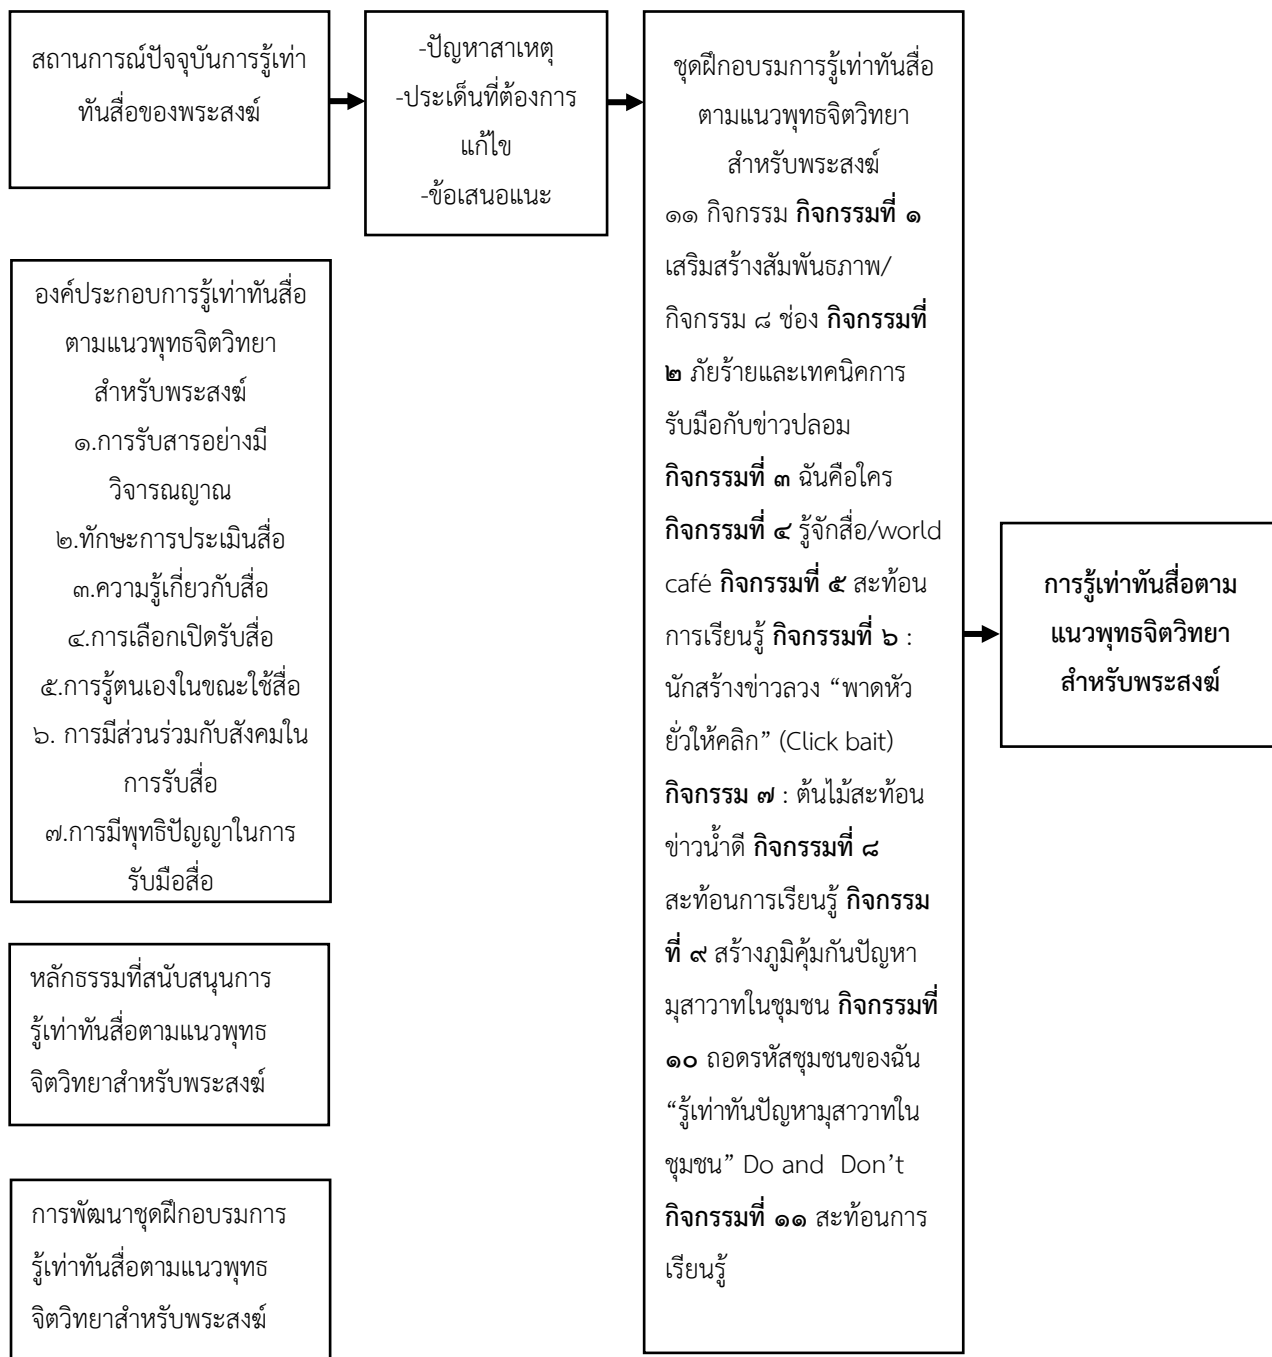 สถานการณ์ปัจจุบันการรู้เท่า
ทันสื่อของพระสงฆ์
-ปัญหาสาเหตุ
-ประเด็นที่ต้องการ
แก้ไข
-ข้อเสนอแนะ
องค์ประกอบการรู้เท่าทันสื่อ
ตามแนวพุทธจิตวิทยา
สำหรับพระสงฆ์
๑.การรับสารอย่างมี
วิจารณญาณ
๒.ทักษะการประเมินสื่อ
๓.ความรู้เกี่ยวกับสื่อ
๔.การเลือกเปิดรับสื่อ
๕.การรู้ตนเองในขณะใช้สื่อ
๖. การมีส่วนร่วมกับสังคมใน
การรับสื่อ
๗.การมีพุทธิปัญญาในการ
รับมือสื่อ
หลักธรรมที่สนับสนุนการ
รู้เท่าทันสื่อตามแนวพุทธ
จิตวิทยาสำหรับพระสงฆ์
การพัฒนาชุดฝึกอบรมการ
รู้เท่าทันสื่อตามแนวพุทธ
จิตวิทยาสำหรับพระสงฆ์
ชุดฝึกอบรมการรู้เท่าทันสื่อ
ตามแนวพุทธจิตวิทยา
สำหรับพระสงฆ์
๑๑ กิจกรรม กิจกรรมที่ ๑
เสริมสร้างสัมพันธภาพ/
กิจกรรม ๘ ช่อง กิจกรรมที่
๒ ภัยร้ายและเทคนิคการ
รับมือกับข่าวปลอม
กิจกรรมที่ ๓ ฉันคือใคร
กิจกรรมที่ ๔ รู้จักสื่อ/world
café กิจกรรมที่ ๕ สะท้อน
การเรียนรู้ กิจกรรมที่ ๖ :
นักสร้างข่าวลวง “พาดหัว
ยั่วให้คลิก” (Click bait)
กิจกรรม ๗ : ต้นไม้สะท้อน
ข่าวน้ำดี กิจกรรมที่ ๘
สะท้อนการเรียนรู้ กิจกรรม
ที่ ๙ สร้างภูมิคุ้มกันปัญหา
มุสาวาทในชุมชน กิจกรรมที่
๑๐ ถอดรหัสชุมชนของฉัน
“รู้เท่าทันปัญหามุสาวาทใน
ชุมชน” Do and  Don’t
กิจกรรมที่ ๑๑ สะท้อนการ
เรียนรู้
การรู้เท่าทันสื่อตาม
แนวพุทธจิตวิทยา
สำหรับพระสงฆ์